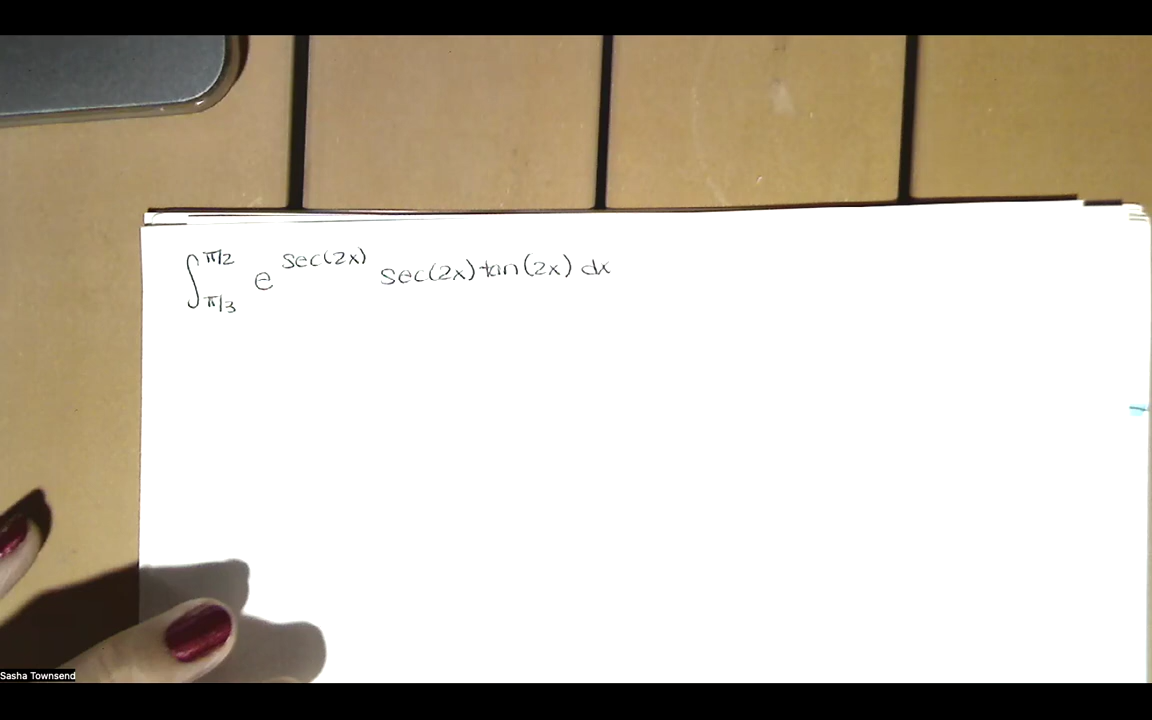 ∫_{π/3}^{π/2} e^{sec(2x)} sec(2x) tan(2x) dx
Sasha Townsend